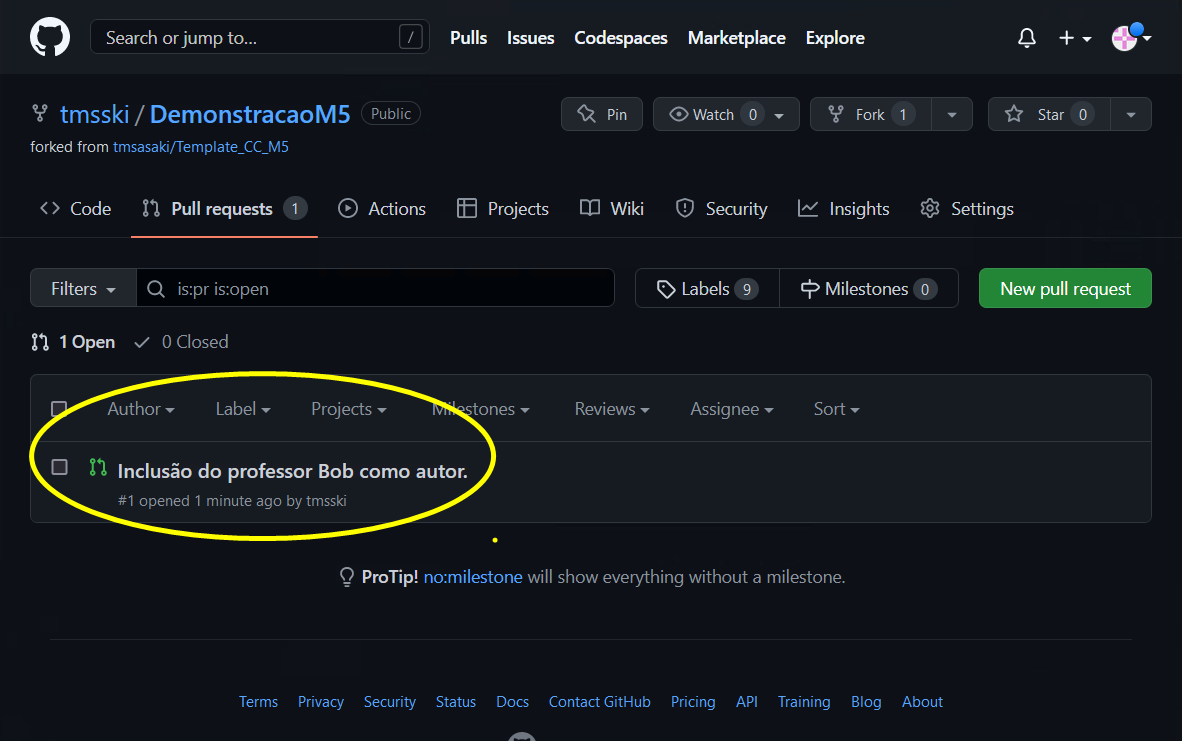 Search or jump to... / Pulls Issues Codespaces Marketplace Explore
tmsski / DemonstracaoM5 Public Pin Watch 0 Fork 1 Star 0
forked from tmsasaki/Template_CC_M5
Code Pull requests 1 Actions Projects Wiki Security Insights Settings
Filters is:pr is:open Labels 9 Milestones 0 New pull request
1 Open 0 Closed
Author Label Projects Milestones Reviews Assignee Sort
Inclusão do professor Bob como autor.
#1 opened 1 minute ago by tmsski
ProTip! no:milestone will show everything without a milestone.
Terms Privacy Security Status Docs Contact GitHub Pricing API Training Blog About